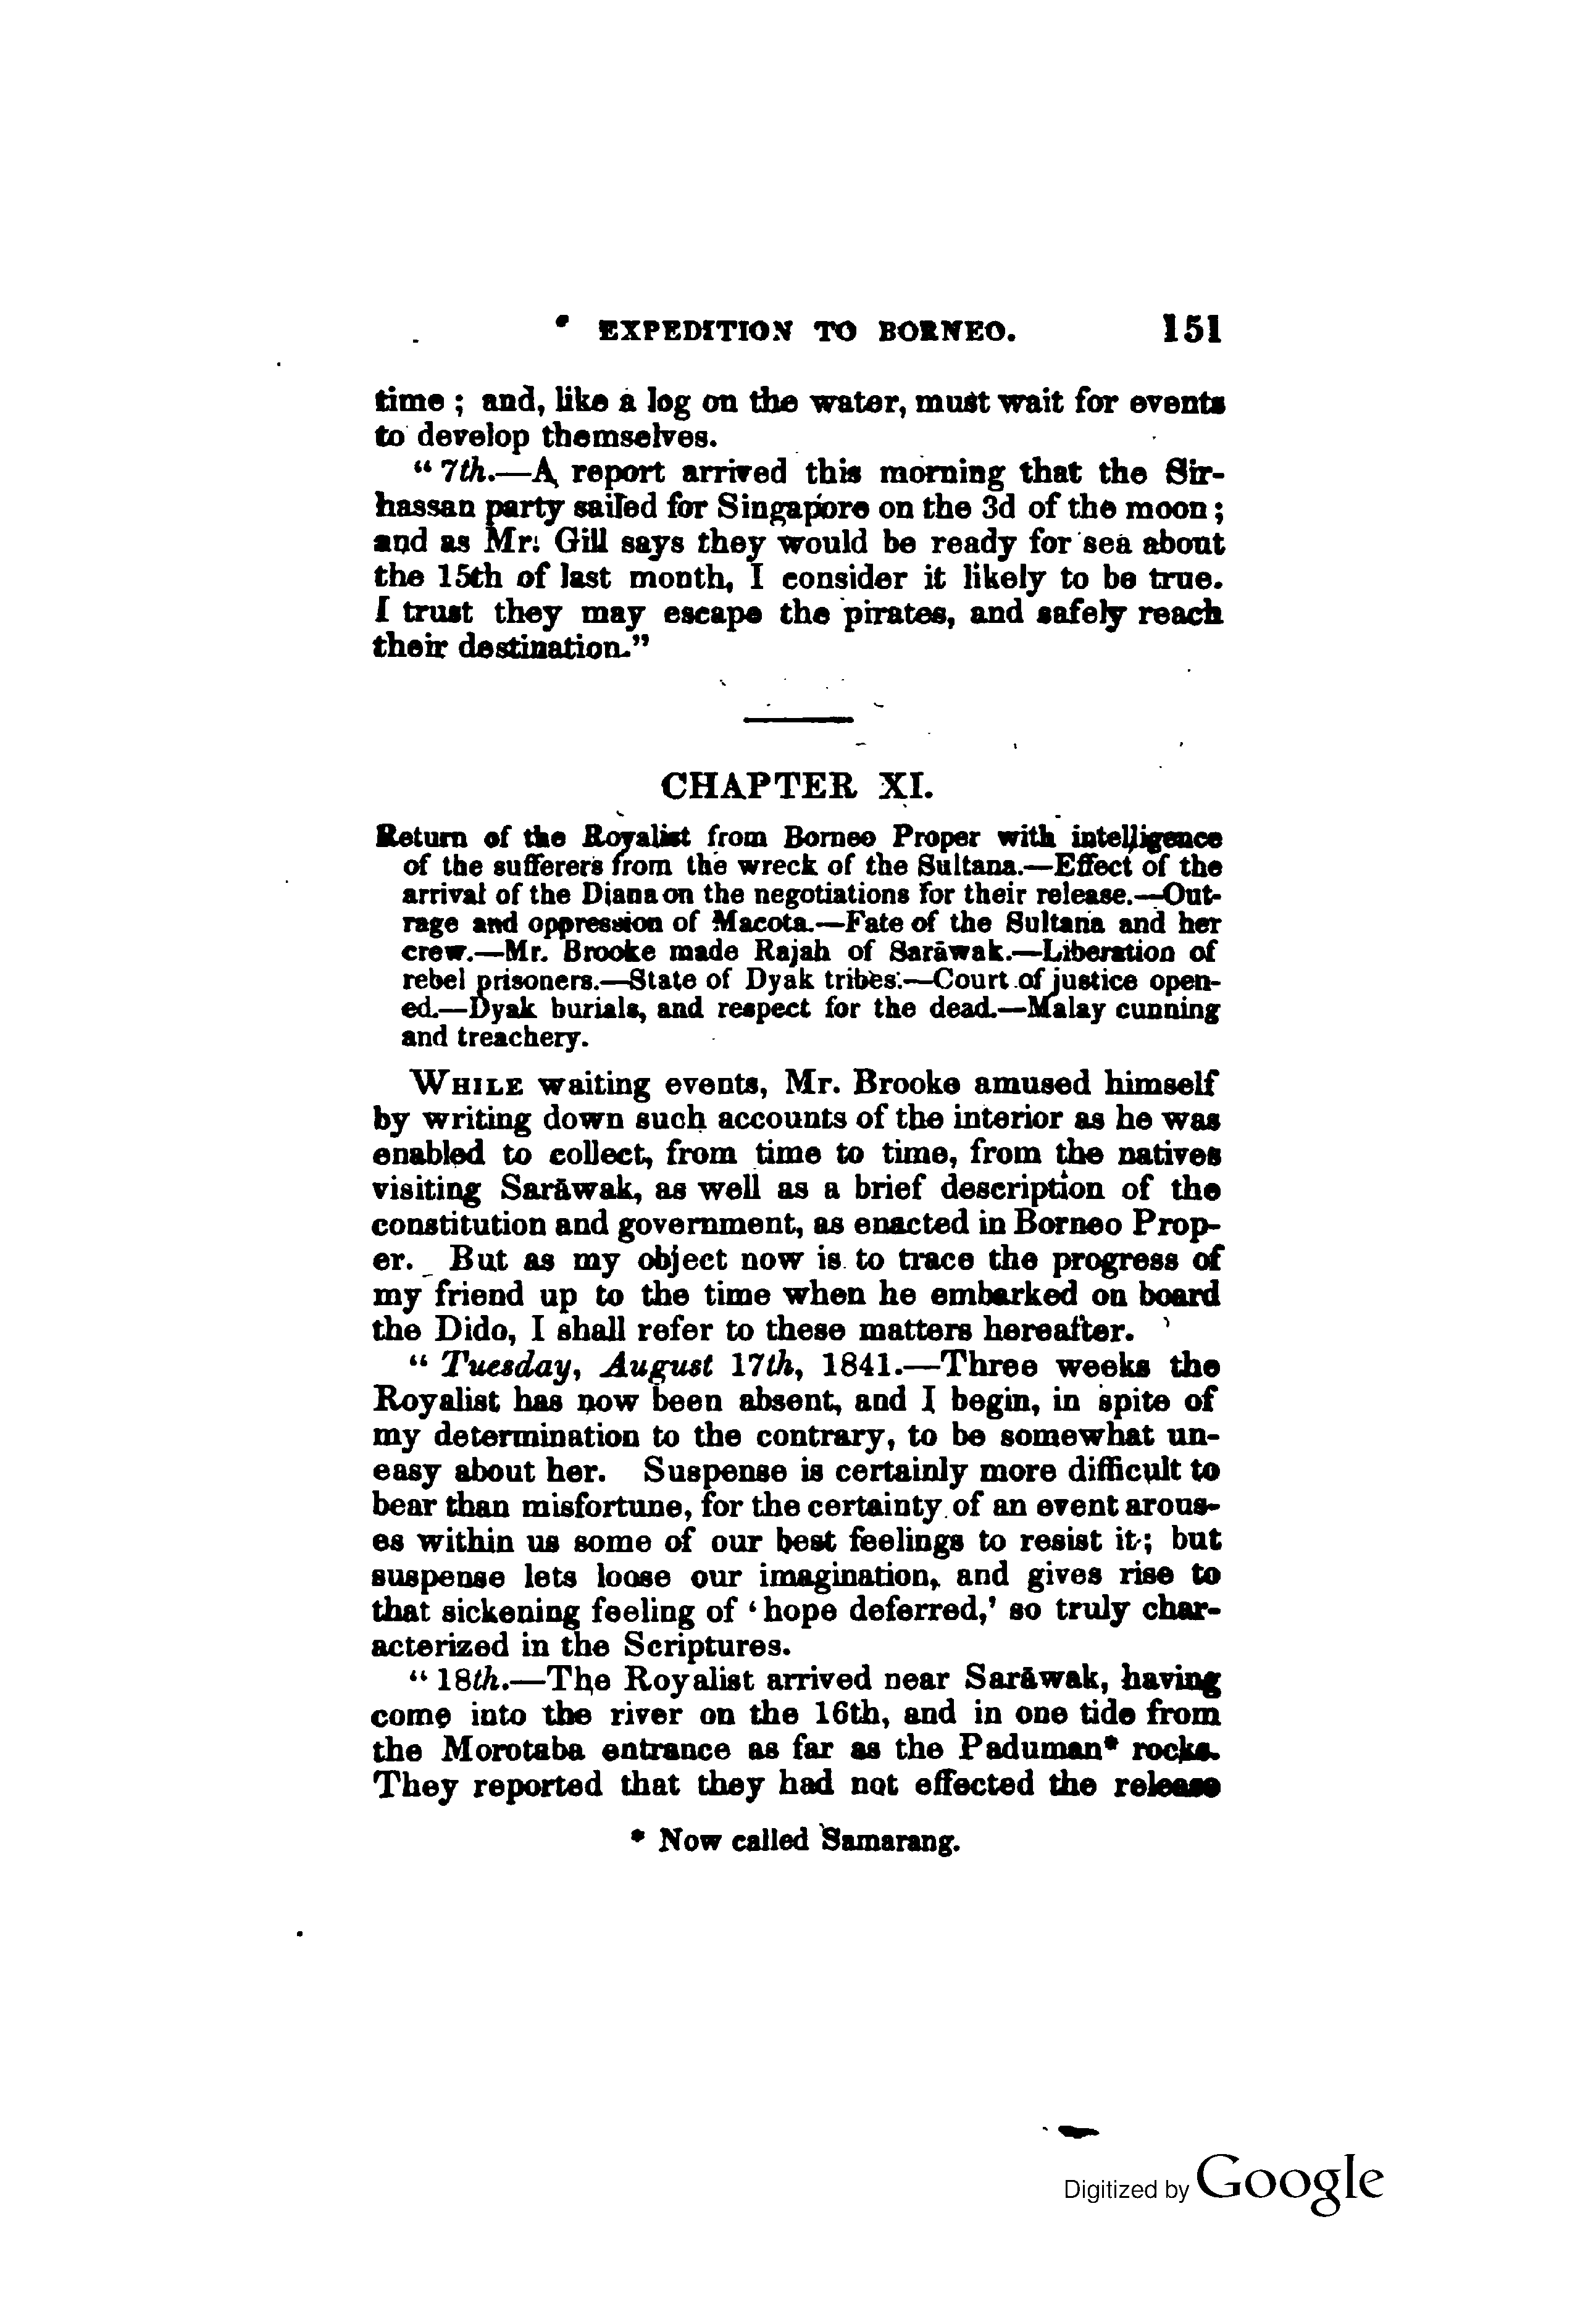 EXPEDITION TO BORNEO. 151
time ; and, like a log on the water, must wait for events
to develop themselves.
“ 7th.—A report arrived this morning that the Sir-
hassan party sailed for Singapore on the 3d of the moon ;
and as Mr. Gill says they would be ready for sea about
the 15th of last month, I consider it likely to be true.
I trust they may escape the pirates, and safely reach
their destination.”
CHAPTER XI.
Return of the Royalist from Borneo Proper with intelligence
of the sufferers from the wreck of the Sultana.—Effect of the
arrival of the Diana on the negotiations for their release.—Out-
rage and oppression of Macota.—Fate of the Sultana and her
crew.—Mr. Brooke made Rajah of Sarāwak.—Liberation of
rebel prisoners.—State of Dyak tribes.—Court of justice open-
ed.—Dyak burials, and respect for the dead.—Malay cunning
and treachery.
WHILE waiting events, Mr. Brooke amused himself
by writing down such accounts of the interior as he was
enabled to collect, from time to time, from the natives
visiting Sarāwak, as well as a brief description of the
constitution and government, as enacted in Borneo Prop-
er. But as my object now is to trace the progress of
my friend up to the time when he embarked on board
the Dido, I shall refer to these matters hereafter.
“ Tuesday, August 17th, 1841.—Three weeks the
Royalist has now been absent, and I begin, in spite of
my determination to the contrary, to be somewhat un-
easy about her. Suspense is certainly more difficult to
bear than misfortune, for the certainty of an event arous-
es within us some of our best feelings to resist it ; but
suspense lets loose our imagination, and gives rise to
that sickening feeling of ‘ hope deferred,’ so truly char-
acterized in the Scriptures.
“ 18th.—The Royalist arrived near Sarāwak, having
come into the river on the 16th, and in one tide from
the Morotaba entrance as far as the Paduman* rocks.
They reported that they had not effected the release
* Now called Samarang.
Digitized by Google